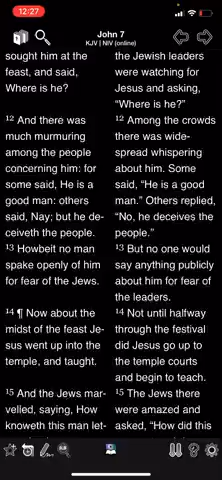 12:27
John 7
KJV | NIV (online)
sought him at the
feast, and said,
Where is he?
12 And there was
much murmuring
among the people
concerning him: for
some said, He is a
good man: others
said, Nay; but he de-
ceiveth the people.
13 Howbeit no man
spake openly of him
for fear of the Jews.
14 ¶ Now about the
midst of the feast Je-
sus went up into the
temple, and taught.
15 And the Jews mar-
velled, saying, How
knoweth this man let-
the Jewish leaders
were watching for
Jesus and asking,
“Where is he?”
12 Among the crowds
there was wide-
spread whispering
about him. Some
said, “He is a good
man.” Others replied,
“No, he deceives the
people.”
13 But no one would
say anything publicly
about him for fear of
the leaders.
14 Not until halfway
through the festival
did Jesus go up to
the temple courts
and begin to teach.
15 The Jews there
were amazed and
asked, “How did this